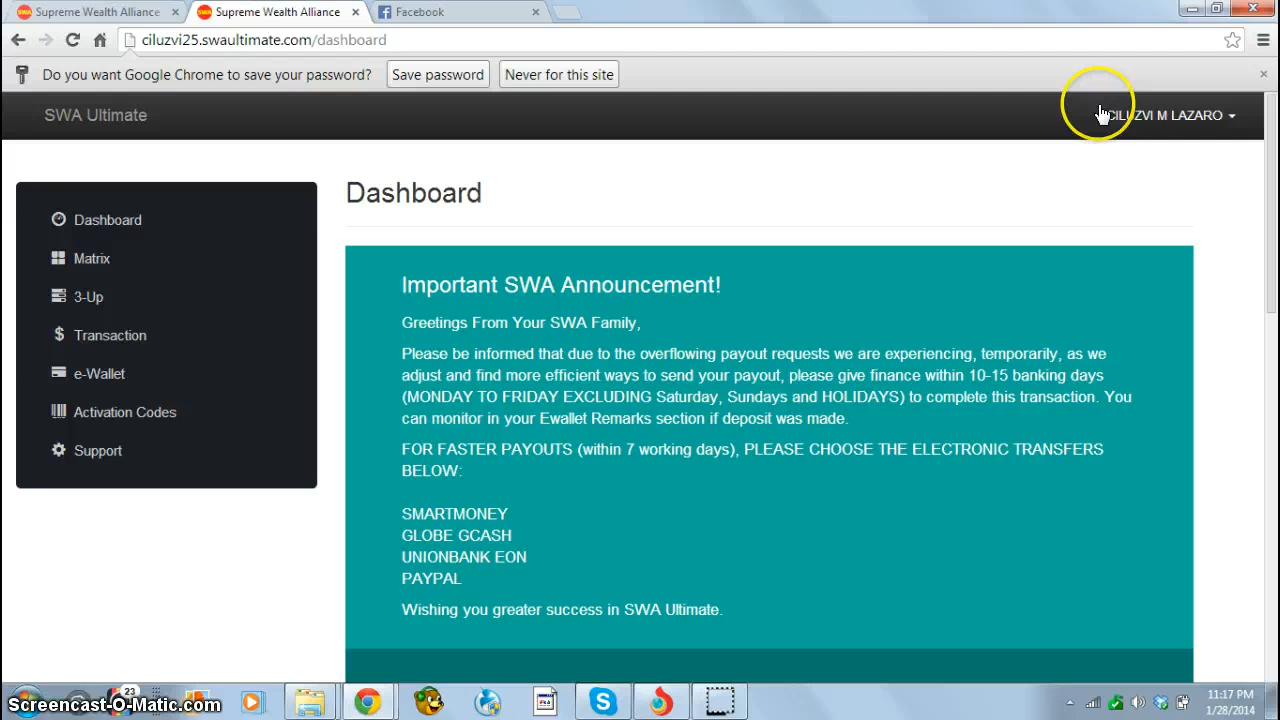 Supreme Wealth Alliance
Supreme Wealth Alliance
Facebook
ciluzvi25.swaultimate.com/dashboard
Do you want Google Chrome to save your password?
Save password
Never for this site
SWA Ultimate
CILUZVI M LAZARO
Dashboard
Matrix
3-Up
Transaction
e-Wallet
Activation Codes
Support
Dashboard
Important SWA Announcement!
Greetings From Your SWA Family,
Please be informed that due to the overflowing payout requests we are experiencing, temporarily, as we
adjust and find more efficient ways to send your payout, please give finance within 10-15 banking days
(MONDAY TO FRIDAY EXCLUDING Saturday, Sundays and HOLIDAYS) to complete this transaction. You
can monitor in your Ewallet Remarks section if deposit was made.
FOR FASTER PAYOUTS (within 7 working days), PLEASE CHOOSE THE ELECTRONIC TRANSFERS
BELOW:
SMARTMONEY
GLOBE GCASH
UNIONBANK EON
PAYPAL
Wishing you greater success in SWA Ultimate.
23
Screencast-O-Matic.com
11:17 PM
1/28/2014